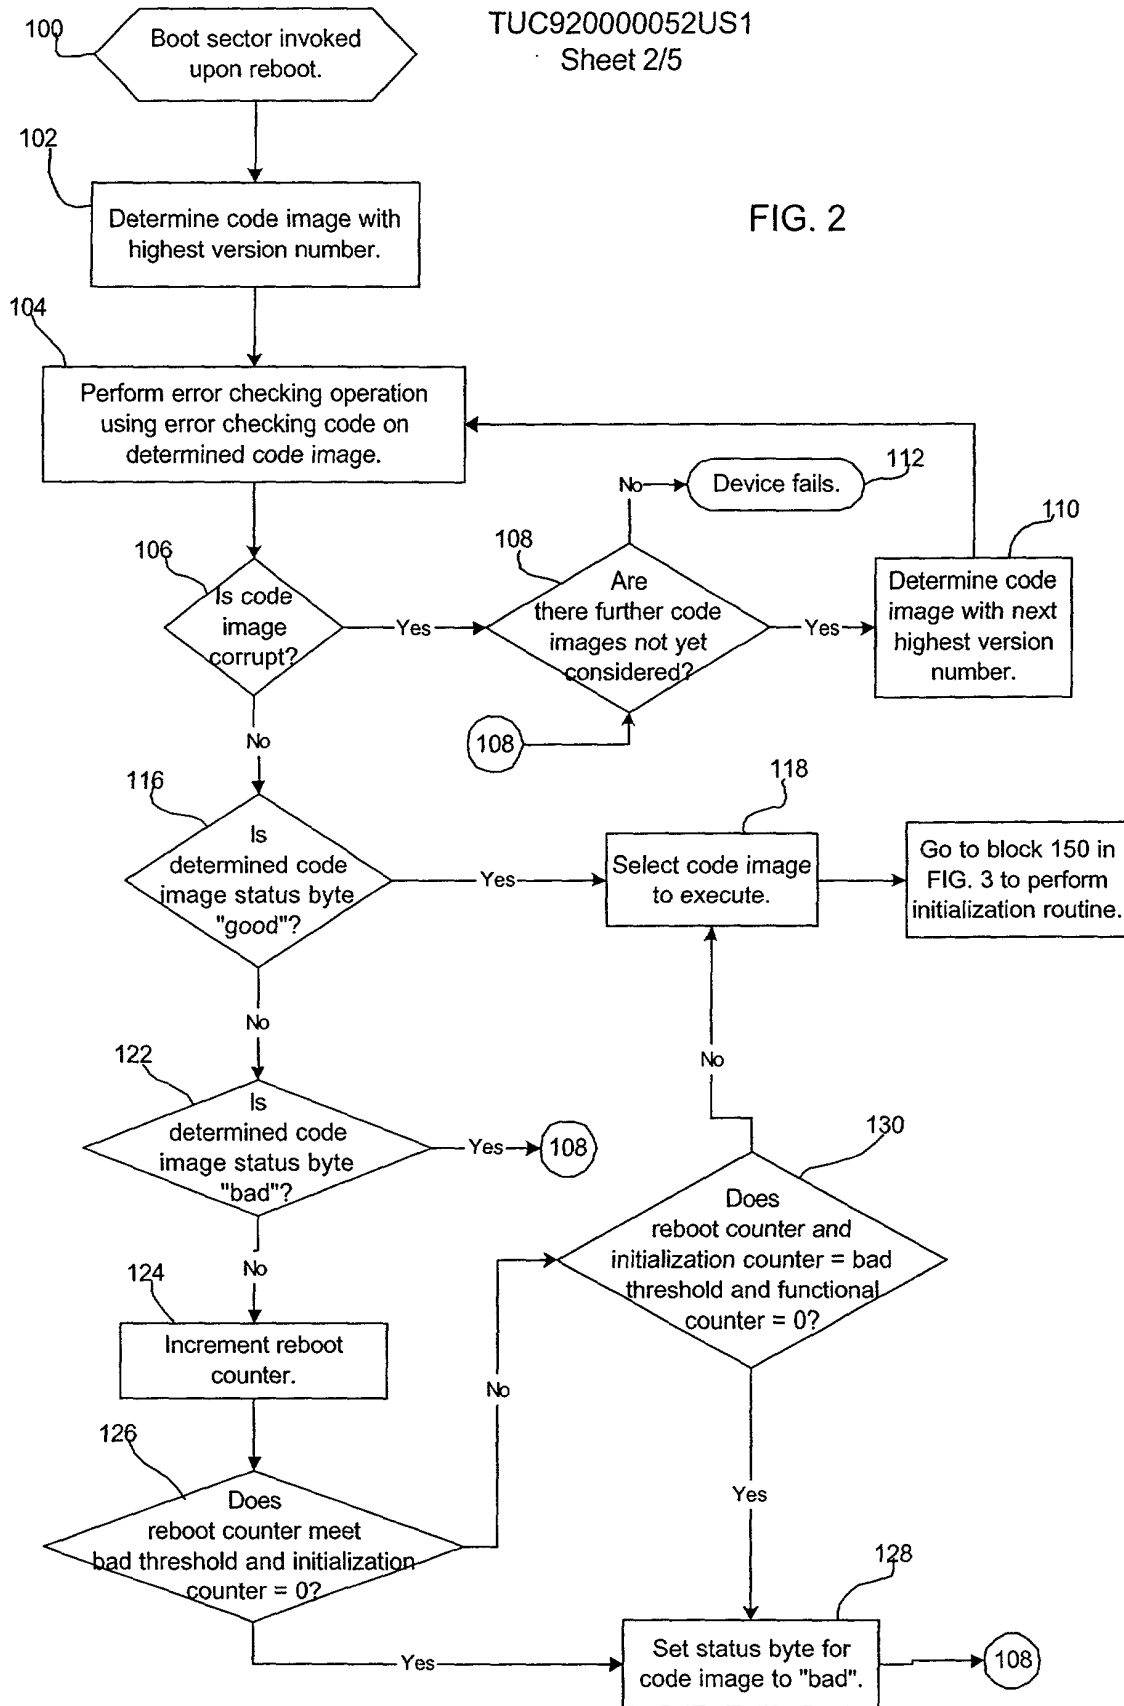 TUC920000052US1
Sheet 2/5
100
Boot sector invoked
upon reboot.
102
Determine code image with
highest version number.
FIG. 2
104
Perform error checking operation
using error checking code on
determined code image.
106
Is code
image
corrupt?
Yes
108
Are
there further code
images not yet
considered?
No
Device fails.
112
Yes
110
Determine code
image with next
highest version
number.
108
No
116
Is
determined code
image status byte
"good"?
Yes
118
Select code image
to execute.
Go to block 150 in
FIG. 3 to perform
initialization routine.
No
122
Is
determined code
image status byte
"bad"?
Yes
108
No
130
Does
reboot counter and
initialization counter = bad
threshold and functional
counter = 0?
No
124
Increment reboot
counter.
No
126
Does
reboot counter meet
bad threshold and initialization
counter = 0?
Yes
Yes
128
Set status byte for
code image to "bad".
108